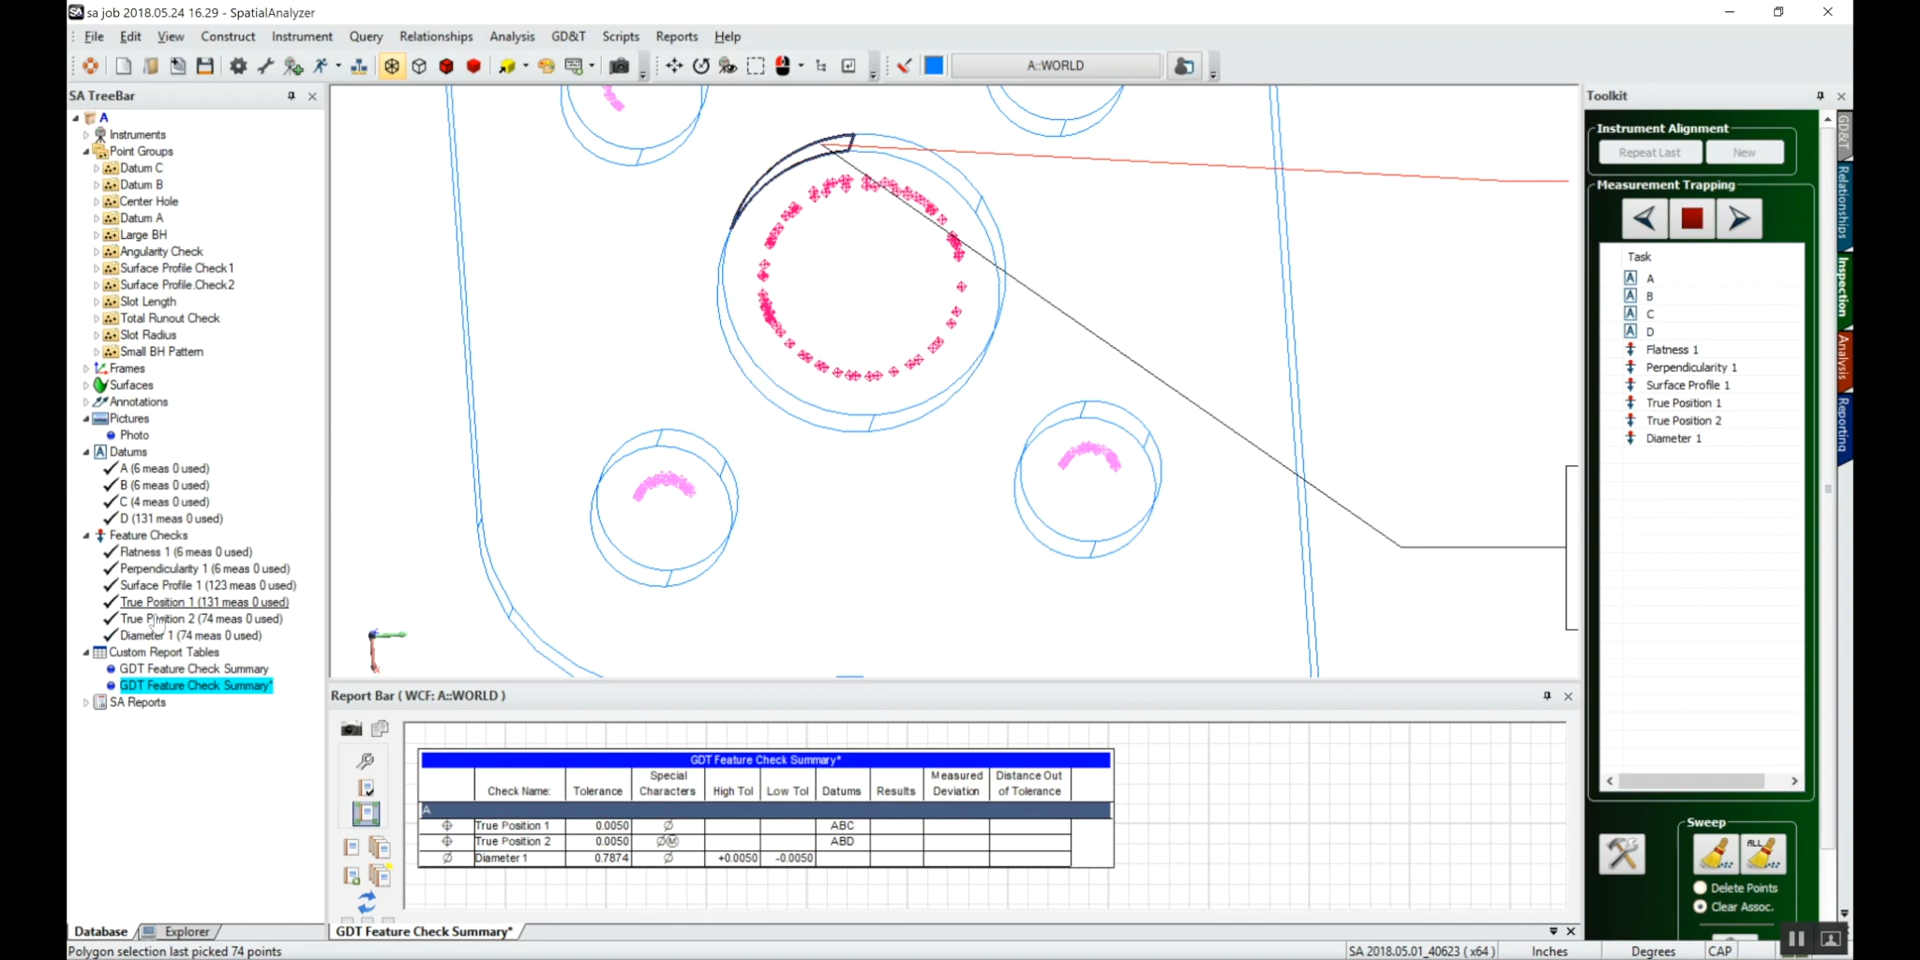 sa job 2018.05.24 16.29 - SpatialAnalyzer
File Edit View Construct Instrument Query Relationships Analysis GD&T Scripts Reports Help
A::WORLD
SA TreeBar
A
Instruments
Point Groups
Datum C
Datum B
Center Hole
Datum A
Large BH
Angularity Check
Surface Profile Check1
Surface Profile.Check2
Slot Length
Total Runout Check
Slot Radius
Small BH Pattern
Frames
Surfaces
Annotations
Pictures
Photo
Datums
A (6 meas 0 used)
B (6 meas 0 used)
C (4 meas 0 used)
D (131 meas 0 used)
Feature Checks
Flatness 1 (6 meas 0 used)
Perpendicularity 1 (6 meas 0 used)
Surface Profile 1 (123 meas 0 used)
True Position 1 (131 meas 0 used)
True Position 2 (74 meas 0 used)
Diameter 1 (74 meas 0 used)
Custom Report Tables
GDT Feature Check Summary
GDT Feature Check Summary*
SA Reports
Database Explorer
Polygon selection last picked 74 points
Report Bar ( WCF: A::WORLD )
GDT Feature Check Summary*
Check Name: Tolerance Special Characters High Tol Low Tol Datums Results Measured Deviation Distance Out of Tolerance
A
⌖ True Position 1 0.0050 ∅ ABC
⌖ True Position 2 0.0050 ∅Ⓜ ABD
∅ Diameter 1 0.7874 ∅ +0.0050 -0.0050
GDT Feature Check Summary*
Toolkit
Instrument Alignment
Repeat Last New
Measurement Trapping
Task
A A
A B
A C
A D
Flatness 1
Perpendicularity 1
Surface Profile 1
True Position 1
True Position 2
Diameter 1
Sweep
ALL
Delete Points
Clear Assoc.
GD&T
Relationships
Inspection
Analysis
Reporting
SA 2018.05.01_40623 ( x64 ) Inches Degrees CAP